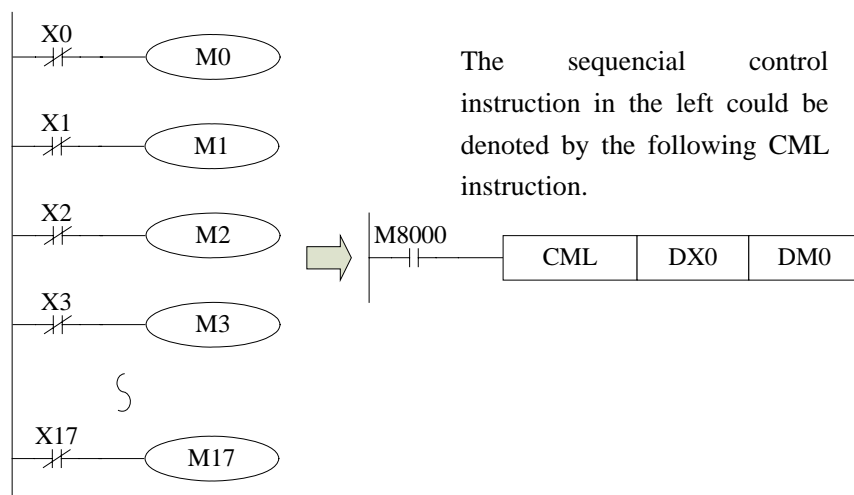 X0
M0
X1
M1
X2
M2
X3
M3
X17
M17
The sequencial control
instruction in the left could be
denoted by the following CML
instruction.
M8000
CML DX0 DM0